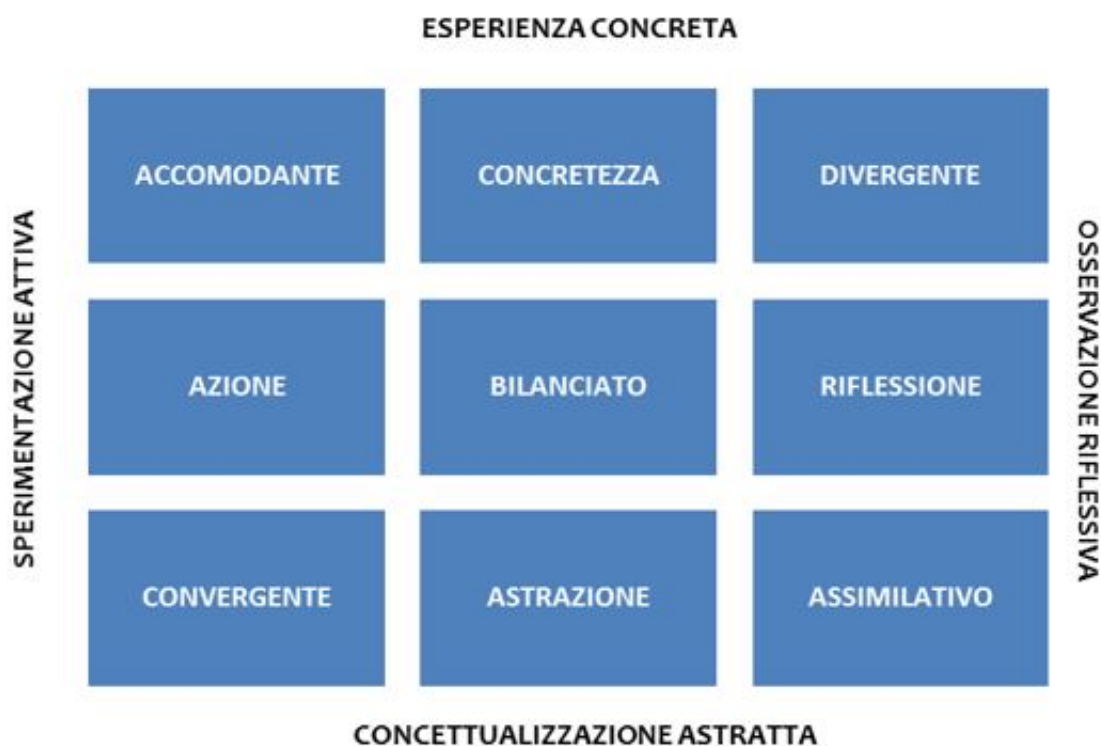 ESPERIENZA CONCRETA
ACCOMODANTE
CONCRETEZZA
DIVERGENTE
SPERIMENTAZIONE ATTIVA
OSSERVAZIONE RIFLESSIVA
AZIONE
BILANCIATO
RIFLESSIONE
CONVERGENTE
ASTRAZIONE
ASSIMILATIVO
CONCETTUALIZZAZIONE ASTRATTA